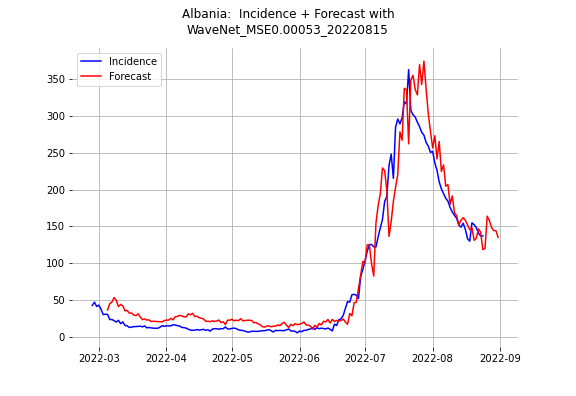 Albania:  Incidence + Forecast with
WaveNet_MSE0.00053_20220815
Incidence
Forecast
350
300
250
200
150
100
50
0
2022-03 2022-04 2022-05 2022-06 2022-07 2022-08 2022-09